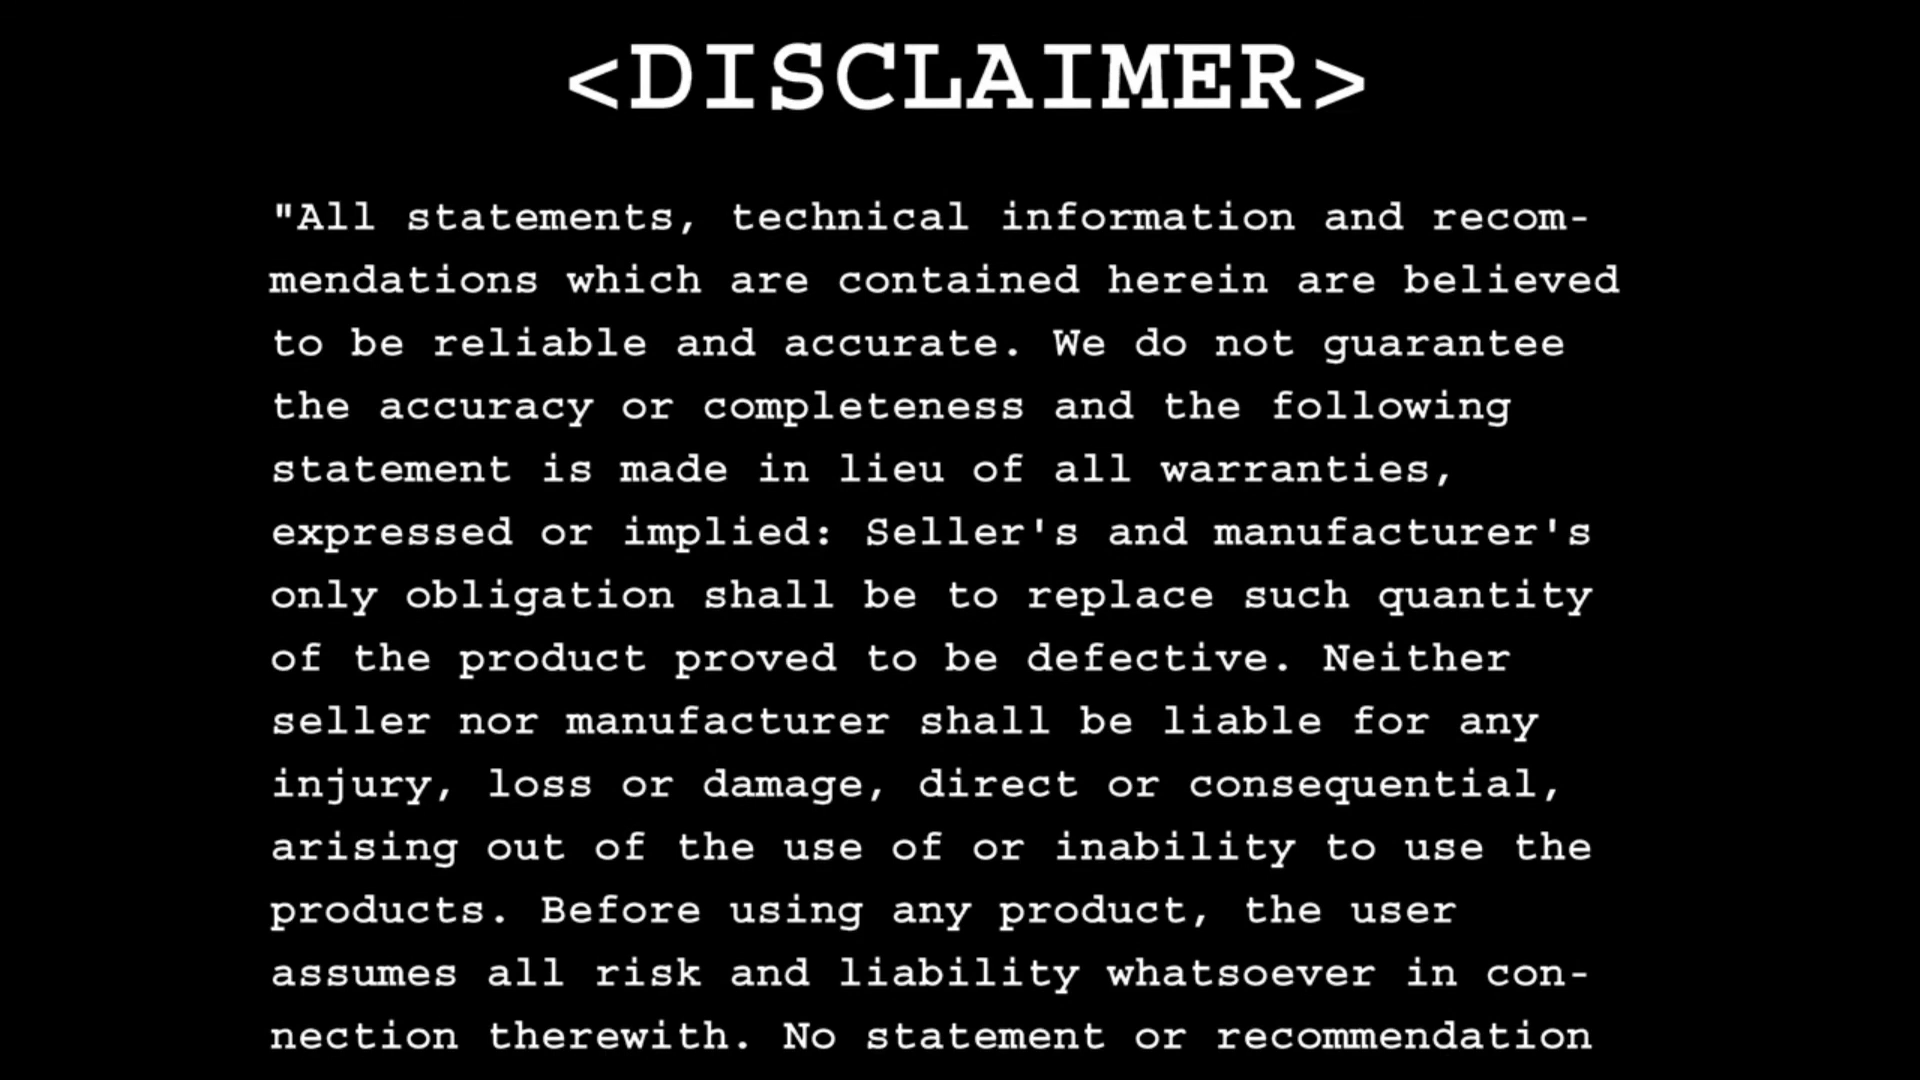 <DISCLAIMER>
"All statements, technical information and recom-
mendations which are contained herein are believed
to be reliable and accurate. We do not guarantee
the accuracy or completeness and the following
statement is made in lieu of all warranties,
expressed or implied: Seller's and manufacturer's
only obligation shall be to replace such quantity
of the product proved to be defective. Neither
seller nor manufacturer shall be liable for any
injury, loss or damage, direct or consequential,
arising out of the use of or inability to use the
products. Before using any product, the user
assumes all risk and liability whatsoever in con-
nection therewith. No statement or recommendation